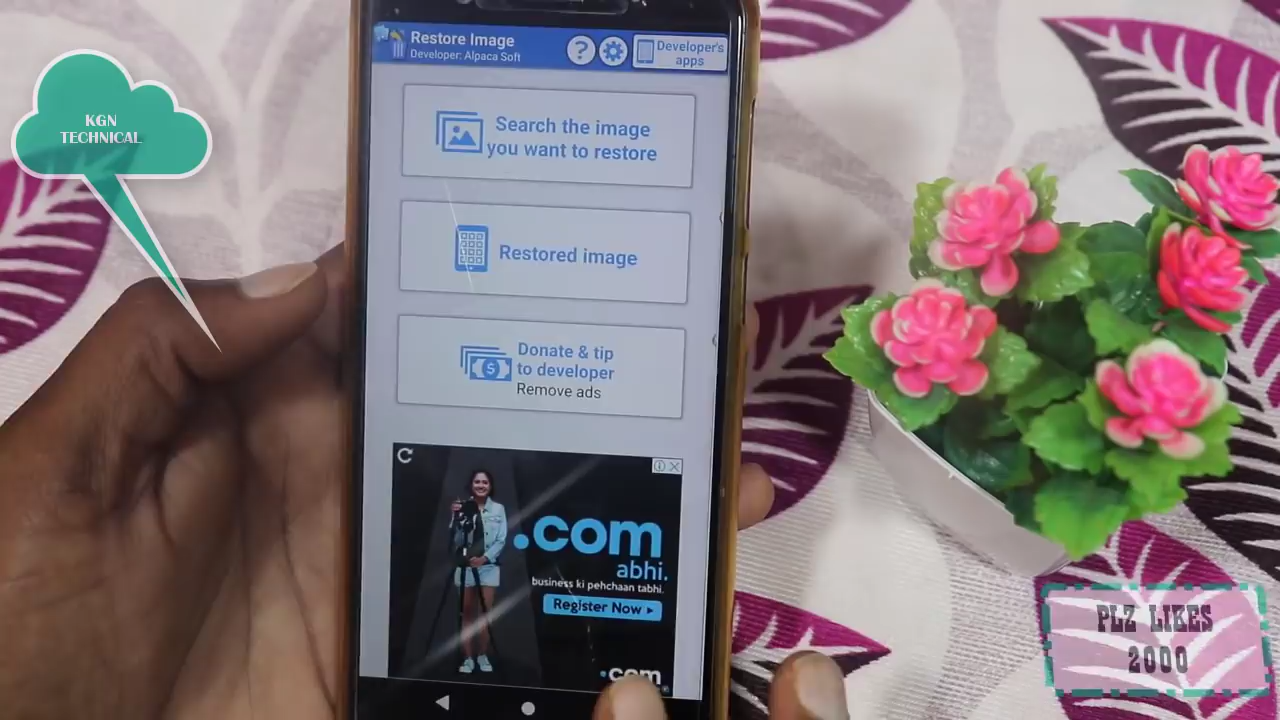 KGN
TECHNICAL
Restore Image
Developer: Alpaca Soft
?
Developer's
apps
Search the image
you want to restore
Restored image
Donate & tip
to developer
Remove ads
.com
abhi.
business ki pehchaan tabhi.
Register Now
.com
PLZ LIKES
2000